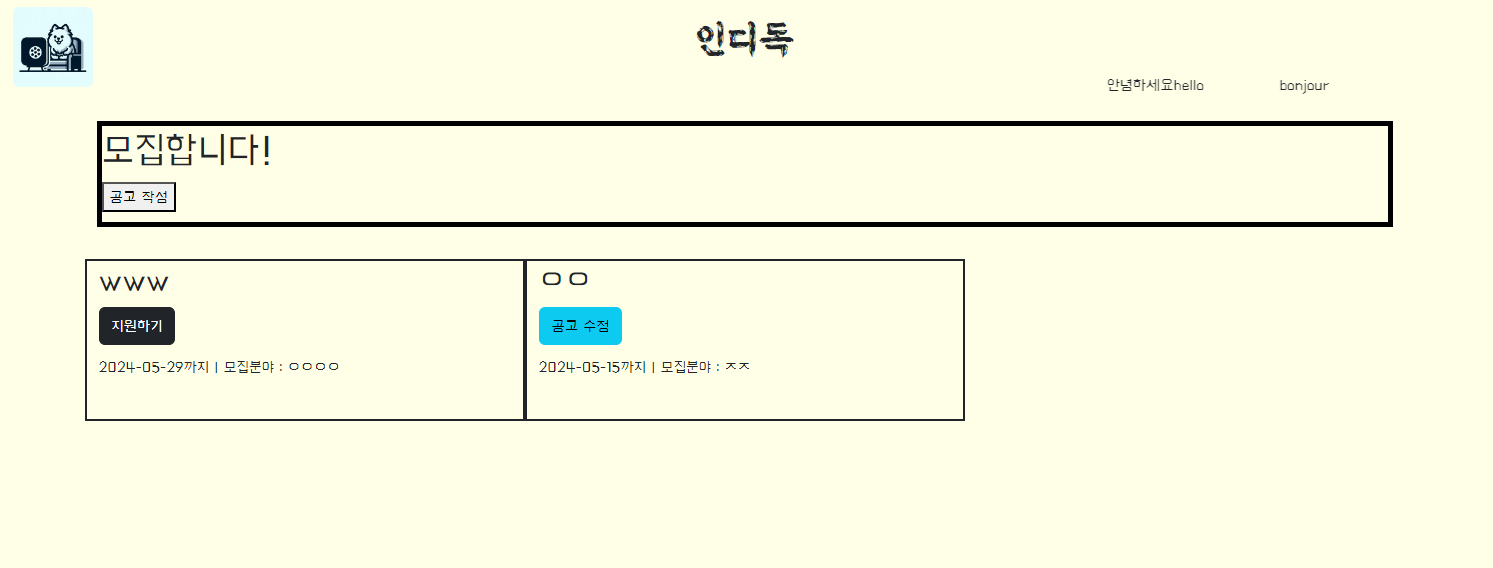 인디독
안녕하세요hello bonjour
모집합니다!
공고 작성
www
지원하기
2024-05-29까지 | 모집분야 : ㅇㅇㅇㅇ
ㅇㅇ
공고 수정
2024-05-15까지 | 모집분야 : ㅈㅈ